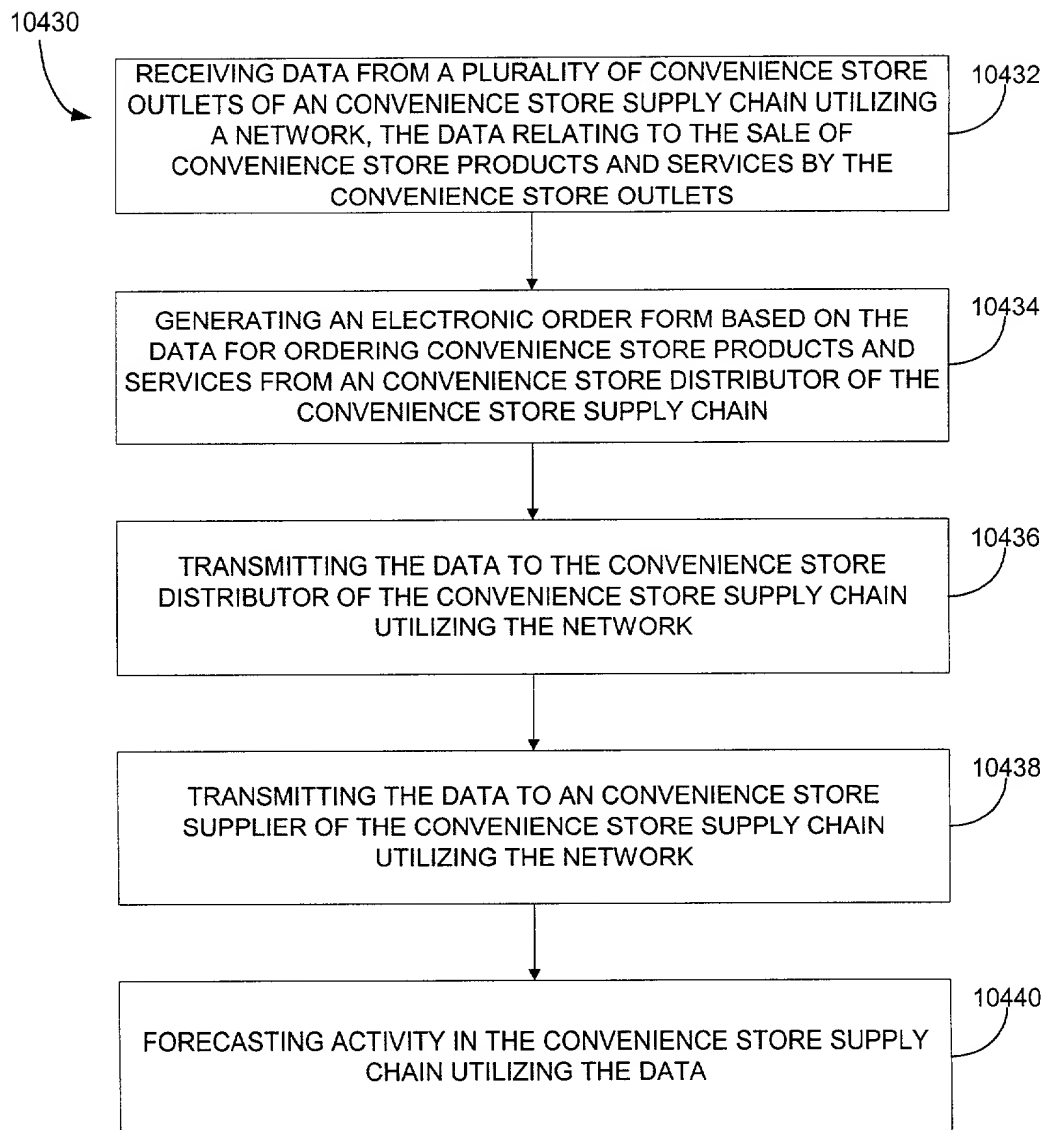 10430
RECEIVING DATA FROM A PLURALITY OF CONVENIENCE STORE
OUTLETS OF AN CONVENIENCE STORE SUPPLY CHAIN UTILIZING
A NETWORK, THE DATA RELATING TO THE SALE OF
CONVENIENCE STORE PRODUCTS AND SERVICES BY THE
CONVENIENCE STORE OUTLETS
10432
GENERATING AN ELECTRONIC ORDER FORM BASED ON THE
DATA FOR ORDERING CONVENIENCE STORE PRODUCTS AND
SERVICES FROM AN CONVENIENCE STORE DISTRIBUTOR OF THE
CONVENIENCE STORE SUPPLY CHAIN
10434
TRANSMITTING THE DATA TO THE CONVENIENCE STORE
DISTRIBUTOR OF THE CONVENIENCE STORE SUPPLY CHAIN
UTILIZING THE NETWORK
10436
TRANSMITTING THE DATA TO AN CONVENIENCE STORE
SUPPLIER OF THE CONVENIENCE STORE SUPPLY CHAIN
UTILIZING THE NETWORK
10438
FORECASTING ACTIVITY IN THE CONVENIENCE STORE SUPPLY
CHAIN UTILIZING THE DATA
10440